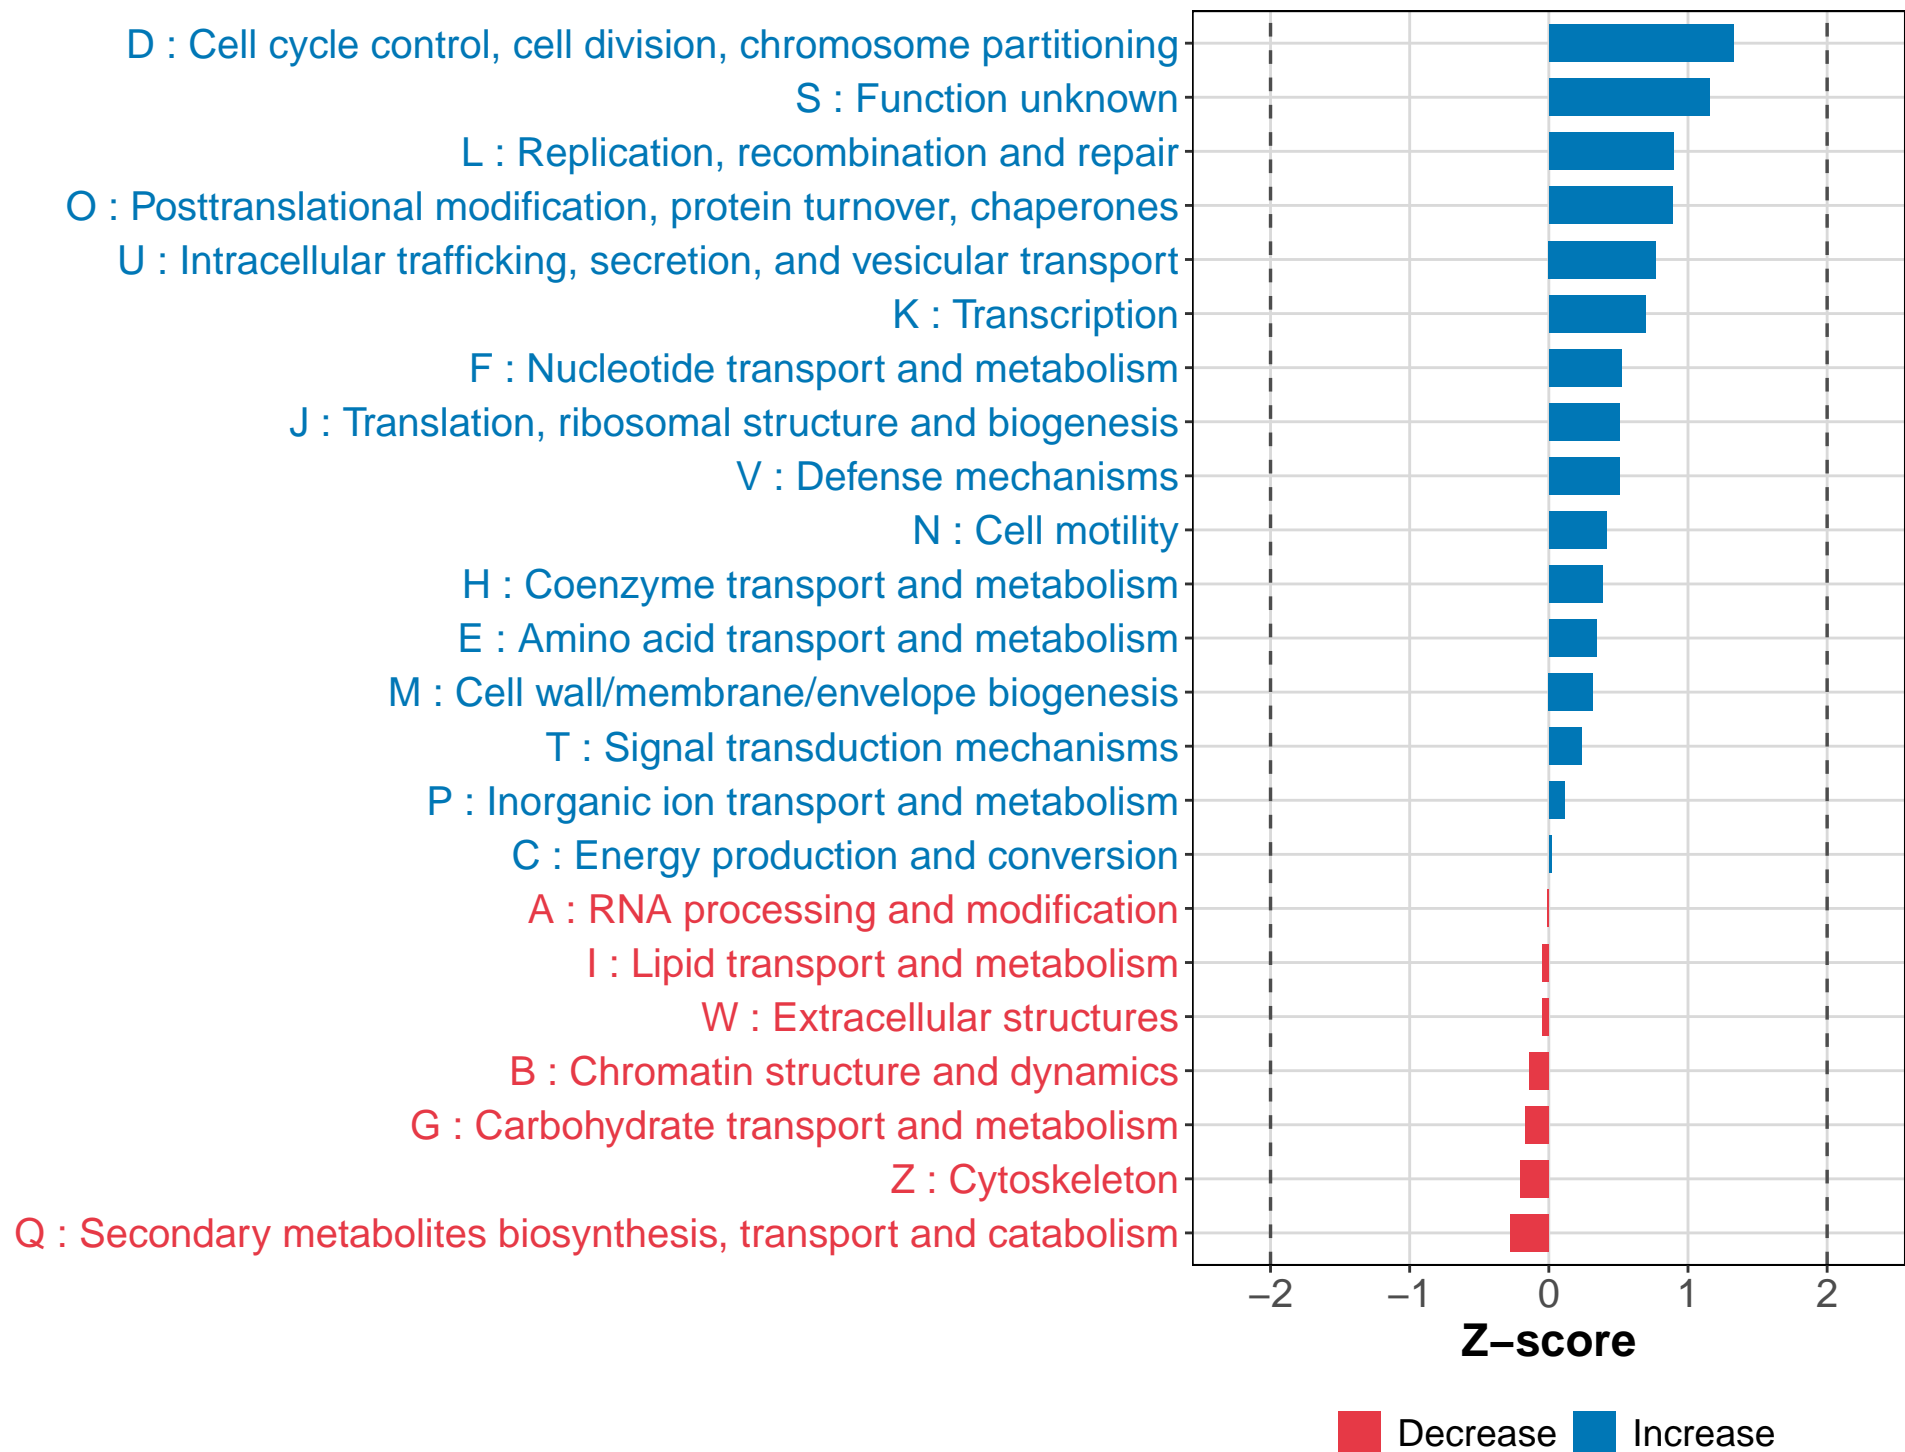 D : Cell cycle control, cell division, chromosome partitioning
S : Function unknown
L : Replication, recombination and repair
O : Posttranslational modification, protein turnover, chaperones
U : Intracellular trafficking, secretion, and vesicular transport
K : Transcription
F : Nucleotide transport and metabolism
J : Translation, ribosomal structure and biogenesis
V : Defense mechanisms
N : Cell motility
H : Coenzyme transport and metabolism
E : Amino acid transport and metabolism
M : Cell wall/membrane/envelope biogenesis
T : Signal transduction mechanisms
P : Inorganic ion transport and metabolism
C : Energy production and conversion
A : RNA processing and modification
I : Lipid transport and metabolism
W : Extracellular structures
B : Chromatin structure and dynamics
G : Carbohydrate transport and metabolism
Z : Cytoskeleton
Q : Secondary metabolites biosynthesis, transport and catabolism
−2 −1 0 1 2
Z−score
Decrease Increase